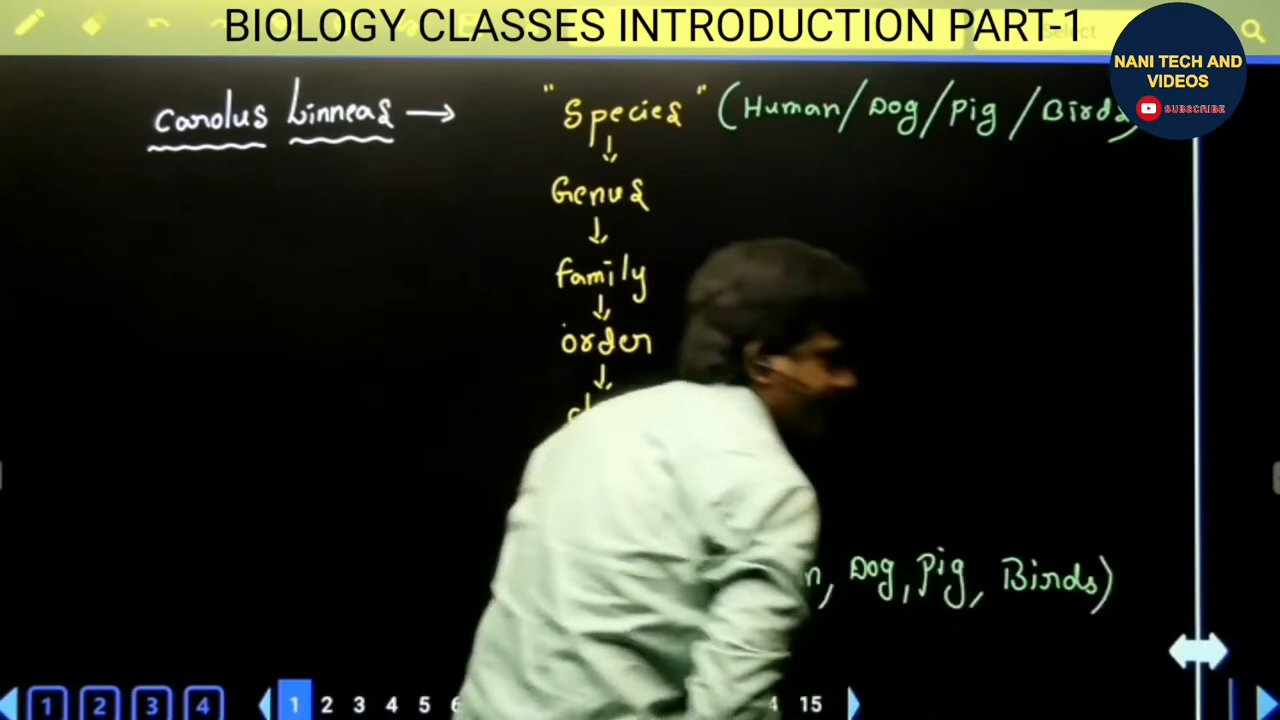 BIOLOGY CLASSES INTRODUCTION PART-1
Select
NANI TECH AND
VIDEOS
SUBSCRIBE
Carolus Linneas → "Species" (Human/Dog/Pig/Birds)
↓
Genus
↓
family
↓
order
↓
, Dog, Pig, Birds)
1 2 3 4 1 2 3 4 5 15